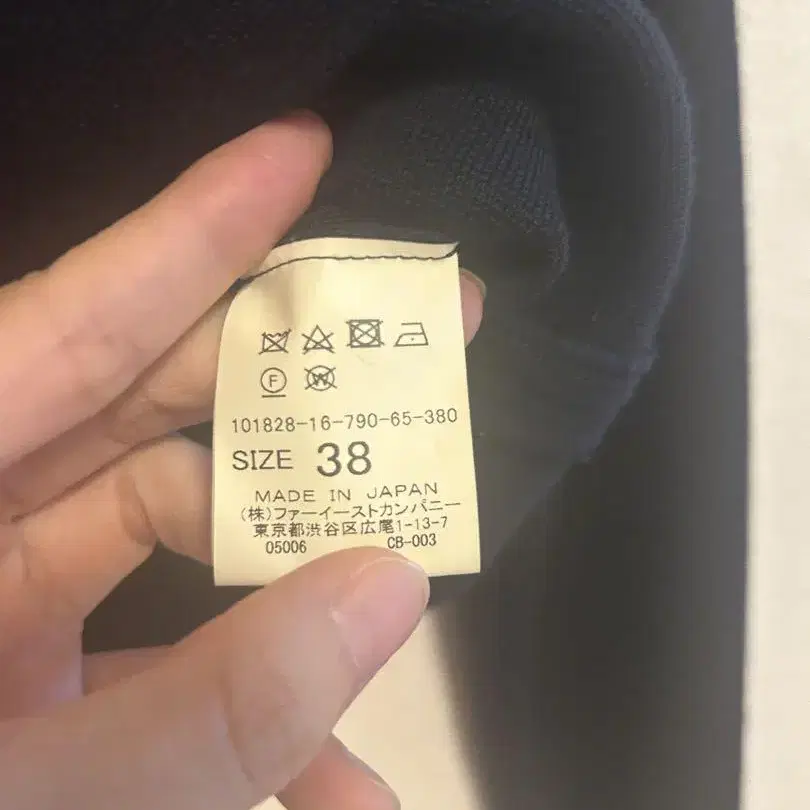 F W
101828-16-790-65-380
SIZE 38
MADE IN JAPAN
(株)ファーイーストカンパニー
東京都渋谷区広尾1-13-7
05006 CB-003